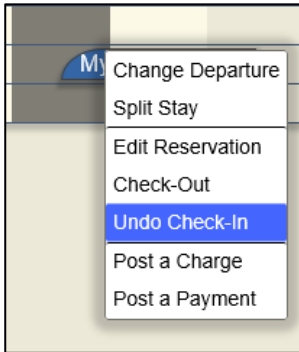 My
Change Departure
Split Stay
Edit Reservation
Check-Out
Undo Check-In
Post a Charge
Post a Payment